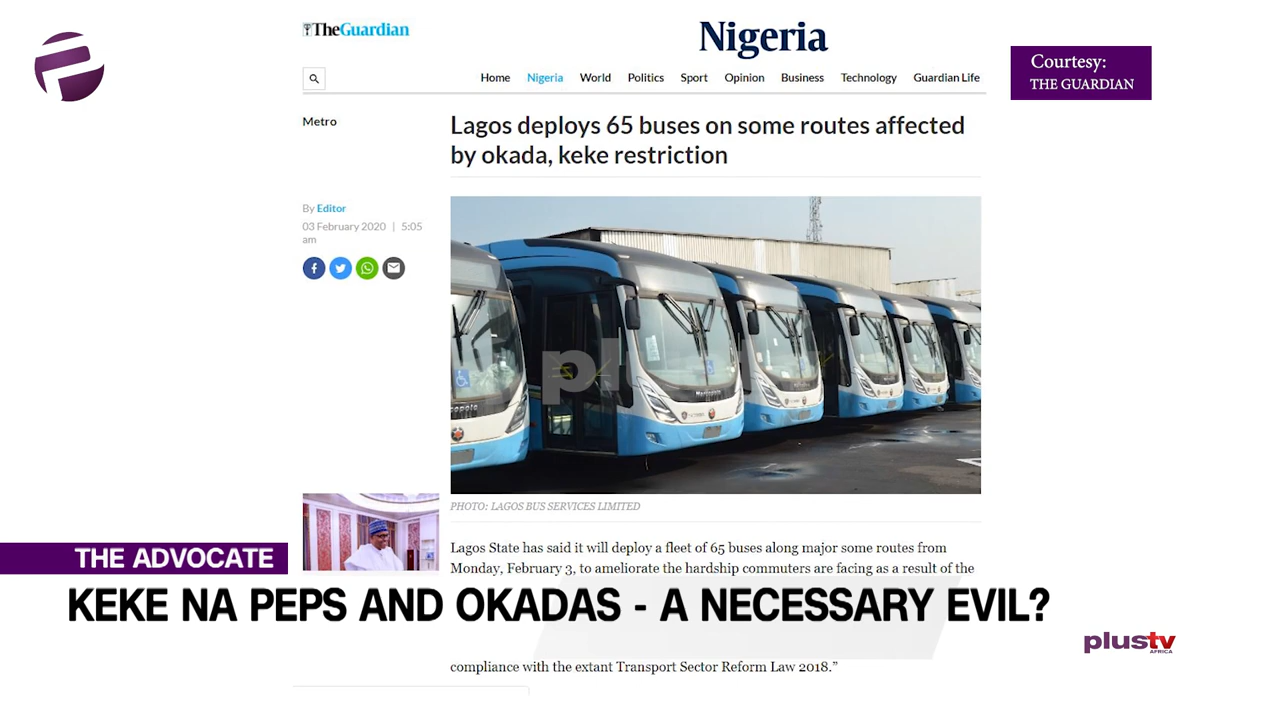 TheGuardian
Nigeria
Courtesy:
THE GUARDIAN
Home Nigeria World Politics Sport Opinion Business Technology Guardian Life
Metro
Lagos deploys 65 buses on some routes affected
by okada, keke restriction
By Editor
03 February 2020 | 5:05
am
plustv
PHOTO: LAGOS BUS SERVICES LIMITED
Lagos State has said it will deploy a fleet of 65 buses along major some routes from
Monday, February 3, to ameliorate the hardship commuters are facing as a result of the
THE ADVOCATE
KEKE NA PEPS AND OKADAS - A NECESSARY EVIL?
plustv
AFRICA
compliance with the extant Transport Sector Reform Law 2018.”